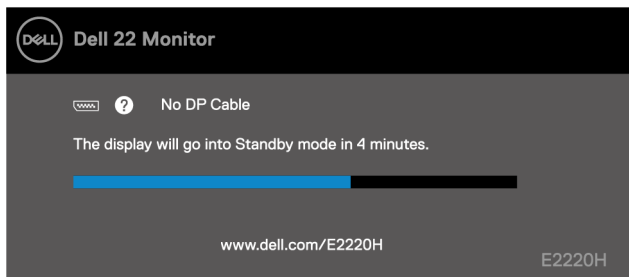 DELL
Dell 22 Monitor
? No DP Cable
The display will go into Standby mode in 4 minutes.
www.dell.com/E2220H
E2220H